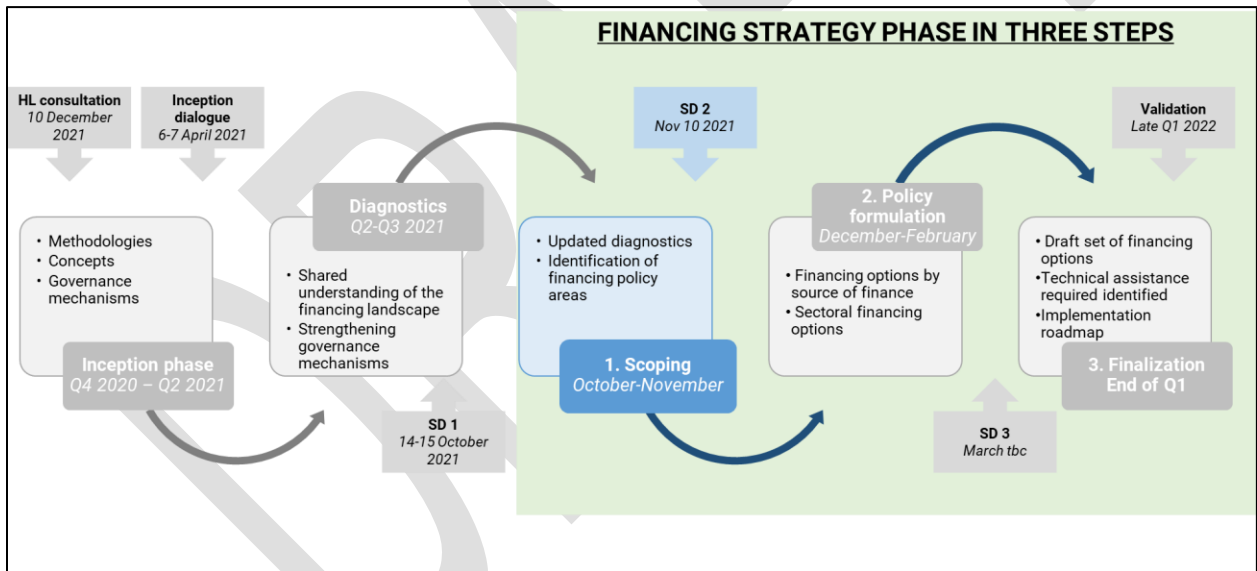 FINANCING STRATEGY PHASE IN THREE STEPS
HL consultation
10 December
2021
Inception
dialogue
6-7 April 2021
SD 2
Nov 10 2021
Validation
Late Q1 2022
• Methodologies
• Concepts
• Governance
mechanisms
Inception phase
Q4 2020 – Q2 2021
Diagnostics
Q2-Q3 2021
• Shared
understanding of the
financing landscape
• Strengthening
governance
mechanisms
SD 1
14-15 October
2021
• Updated diagnostics
• Identification of
financing policy
areas
1. Scoping
October-November
2. Policy
formulation
December-February
• Financing options by
source of finance
• Sectoral financing
options
SD 3
March tbc
• Draft set of financing
options
•Technical assistance
required identified
•Implementation
roadmap
3. Finalization
End of Q1